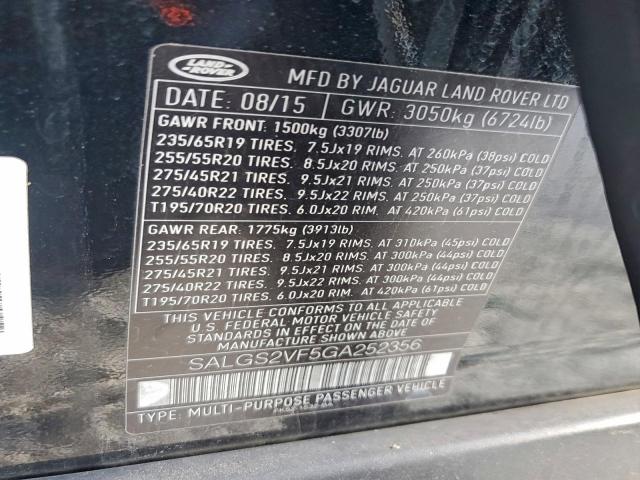 LAND ROVER
MFD BY JAGUAR LAND ROVER LTD
DATE: 08/15 GWR: 3050kg (6724lb)
GAWR FRONT: 1500kg (3307lb)
235/65R19 TIRES. 7.5Jx19 RIMS. AT 260kPa (38psi) COLD
255/55R20 TIRES. 8.5Jx20 RIMS. AT 250kPa (37psi) COLD
275/45R21 TIRES. 9.5Jx21 RIMS. AT 250kPa (37psi) COLD
275/40R22 TIRES. 9.5Jx22 RIMS. AT 250kPa (37psi) COLD
T195/70R20 TIRES. 6.0Jx20 RIM. AT 420kPa (61psi) COLD
GAWR REAR: 1775kg (3913lb)
235/65R19 TIRES. 7.5Jx19 RIMS. AT 310kPa (45psi) COLD
255/55R20 TIRES. 8.5Jx20 RIMS. AT 300kPa (44psi) COLD
275/45R21 TIRES. 9.5Jx21 RIMS. AT 300kPa (44psi) COLD
275/40R22 TIRES. 9.5Jx22 RIMS. AT 300kPa (44psi) COLD
T195/70R20 TIRES. 6.0Jx20 RIM. AT 420kPa (61psi) COLD
THIS VEHICLE CONFORMS TO ALL APPLICABLE
U.S. FEDERAL MOTOR VEHICLE SAFETY
STANDARDS IN EFFECT ON THE DATE OF
MANUFACTURE SHOWN ABOVE.
SALGS2VF5GA252356
TYPE: MULTI-PURPOSE PASSENGER VEHICLE